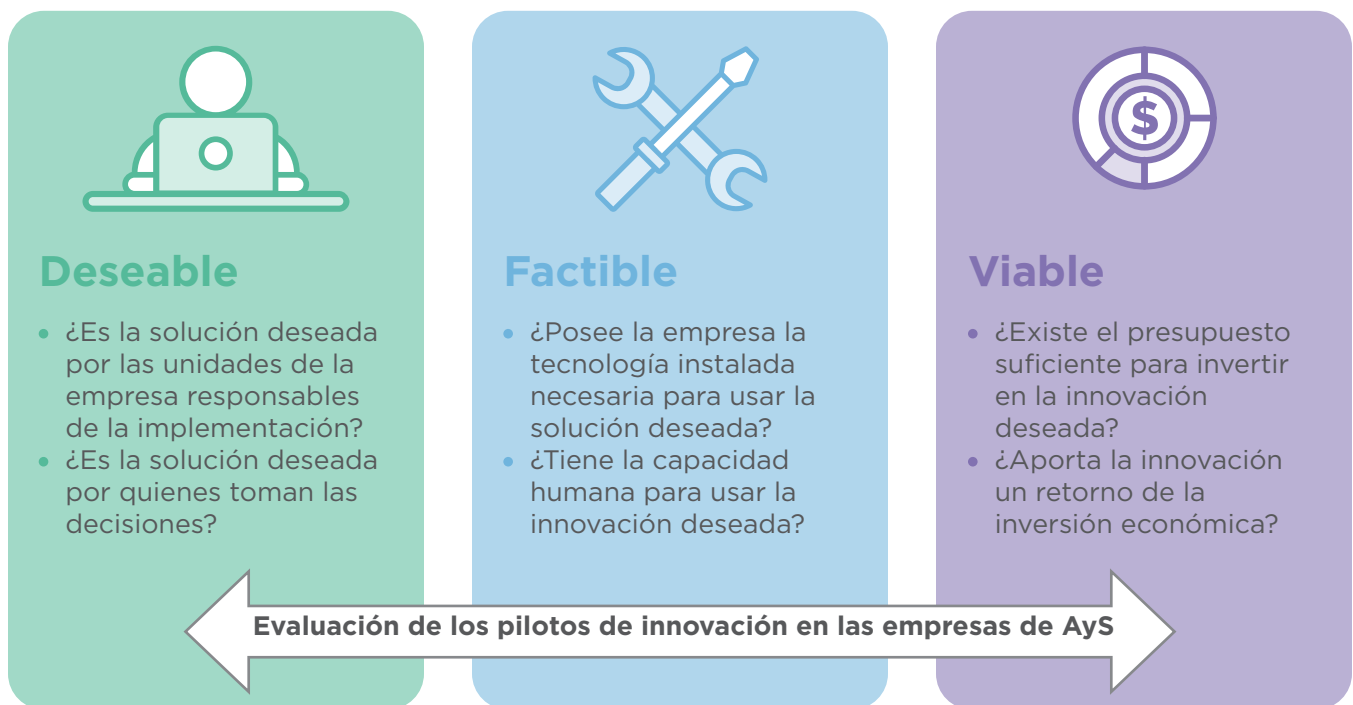 $
Deseable
• ¿Es la solución deseada
por las unidades de la
empresa responsables
de la implementación?
• ¿Es la solución deseada
por quienes toman las
decisiones?
Factible
• ¿Posee la empresa la
tecnología instalada
necesaria para usar la
solución deseada?
• ¿Tiene la capacidad
humana para usar la
innovación deseada?
Viable
• ¿Existe el presupuesto
suficiente para invertir
en la innovación
deseada?
• ¿Aporta la innovación
un retorno de la
inversión económica?
Evaluación de los pilotos de innovación en las empresas de AyS